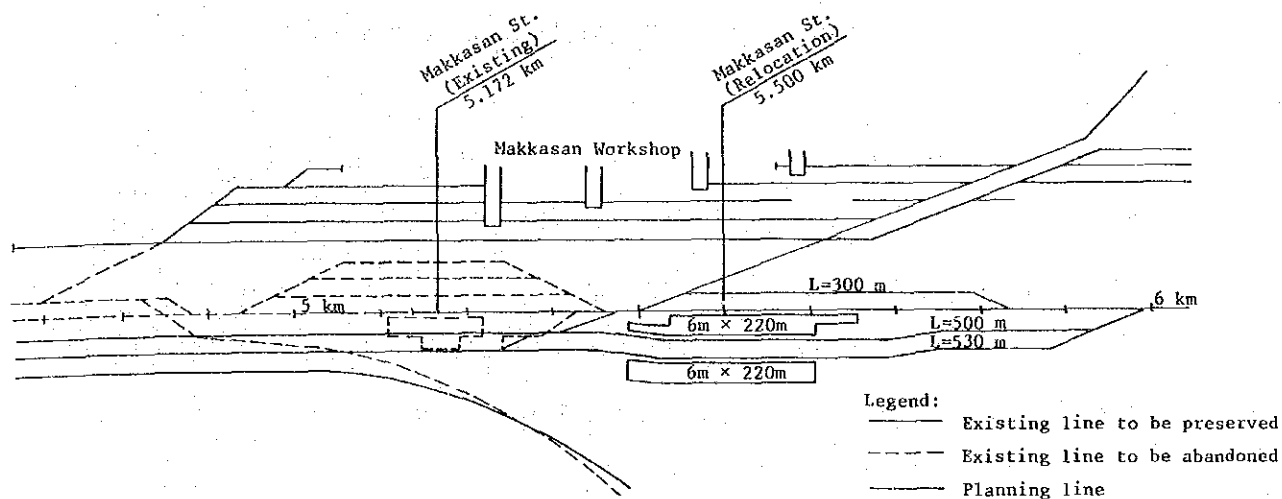 Makkasan St.
(Existing)
5.172 km
Makkasan St.
(Relocation)
5.500 km
Makkasan Workshop
L=300 m
5 km
6 km
6m × 220m
L=500 m
L=530 m
6m × 220m
Legend:
Existing line to be preserved
Existing line to be abandoned
Planning line